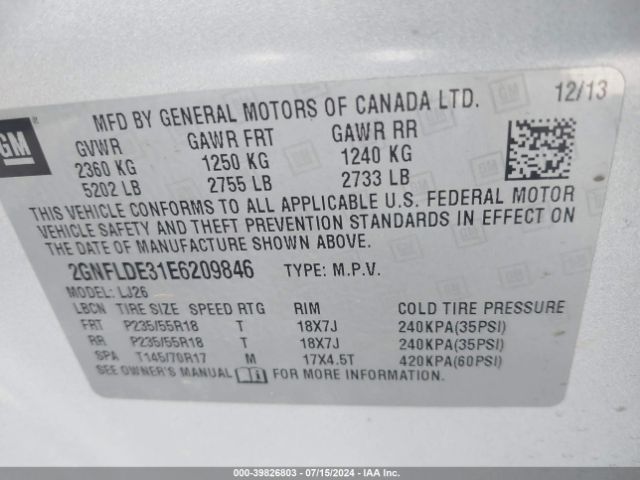 GM
MFD BY GENERAL MOTORS OF CANADA LTD. 12/13
GVWR GAWR FRT GAWR RR
2360 KG 1250 KG 1240 KG
5202 LB 2755 LB 2733 LB
THIS VEHICLE CONFORMS TO ALL APPLICABLE U.S. FEDERAL MOTOR
VEHICLE SAFETY AND THEFT PREVENTION STANDARDS IN EFFECT ON
THE DATE OF MANUFACTURE SHOWN ABOVE.
2GNFLDE31E6209846 TYPE: M.P.V.
MODEL: LJ26
LBCN TIRE SIZE SPEED RTG RIM COLD TIRE PRESSURE
FRT P235/55R18 T 18X7J 240KPA(35PSI)
RR P235/55R18 T 18X7J 240KPA(35PSI)
SPA T145/70R17 M 17X4.5T 420KPA(60PSI)
SEE OWNER'S MANUAL FOR MORE INFORMATION
000-39826803 - 07/15/2024 - IAA, Inc.